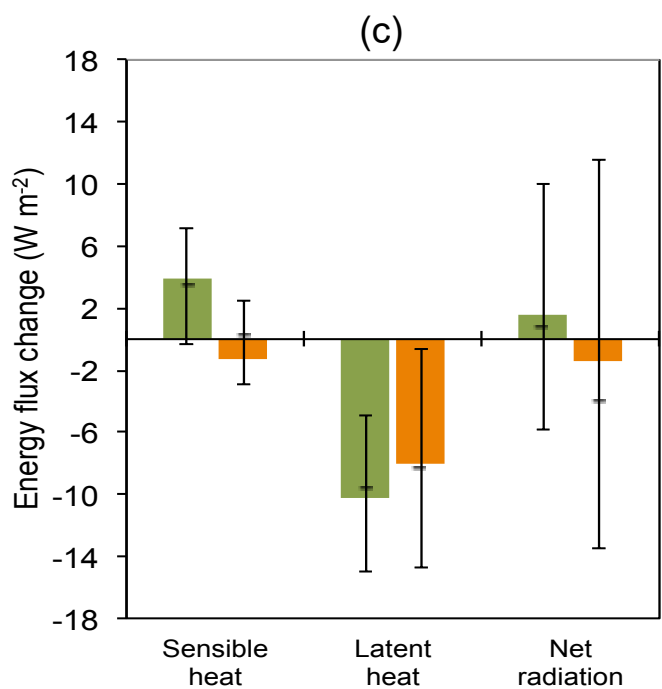 (c)
Energy flux change (W m-2)
18
14
10
6
2
-2
-6
-10
-14
-18
Sensible
heat
Latent
heat
Net
radiation